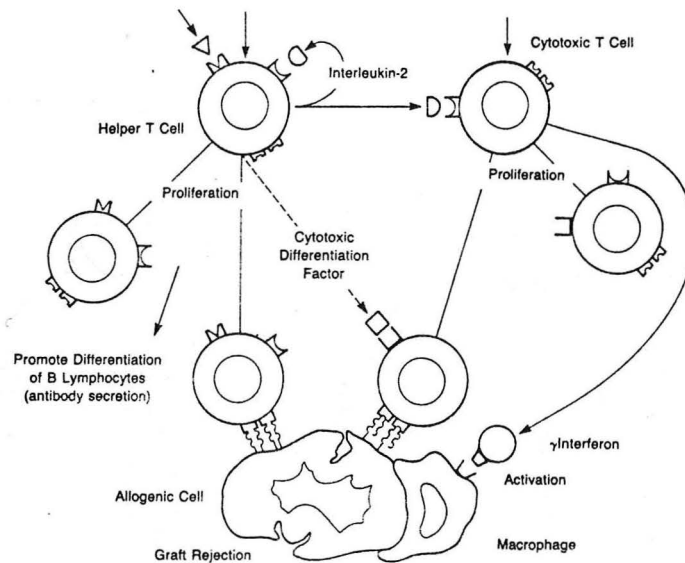 Cytotoxic T Cell
Interleukin-2
Helper T Cell
Proliferation
Proliferation
Cytotoxic
Differentiation
Factor
Promote Differentiation
of B Lymphocytes
(antibody secretion)
γInterferon
Activation
Allogenic Cell
Macrophage
Graft Rejection